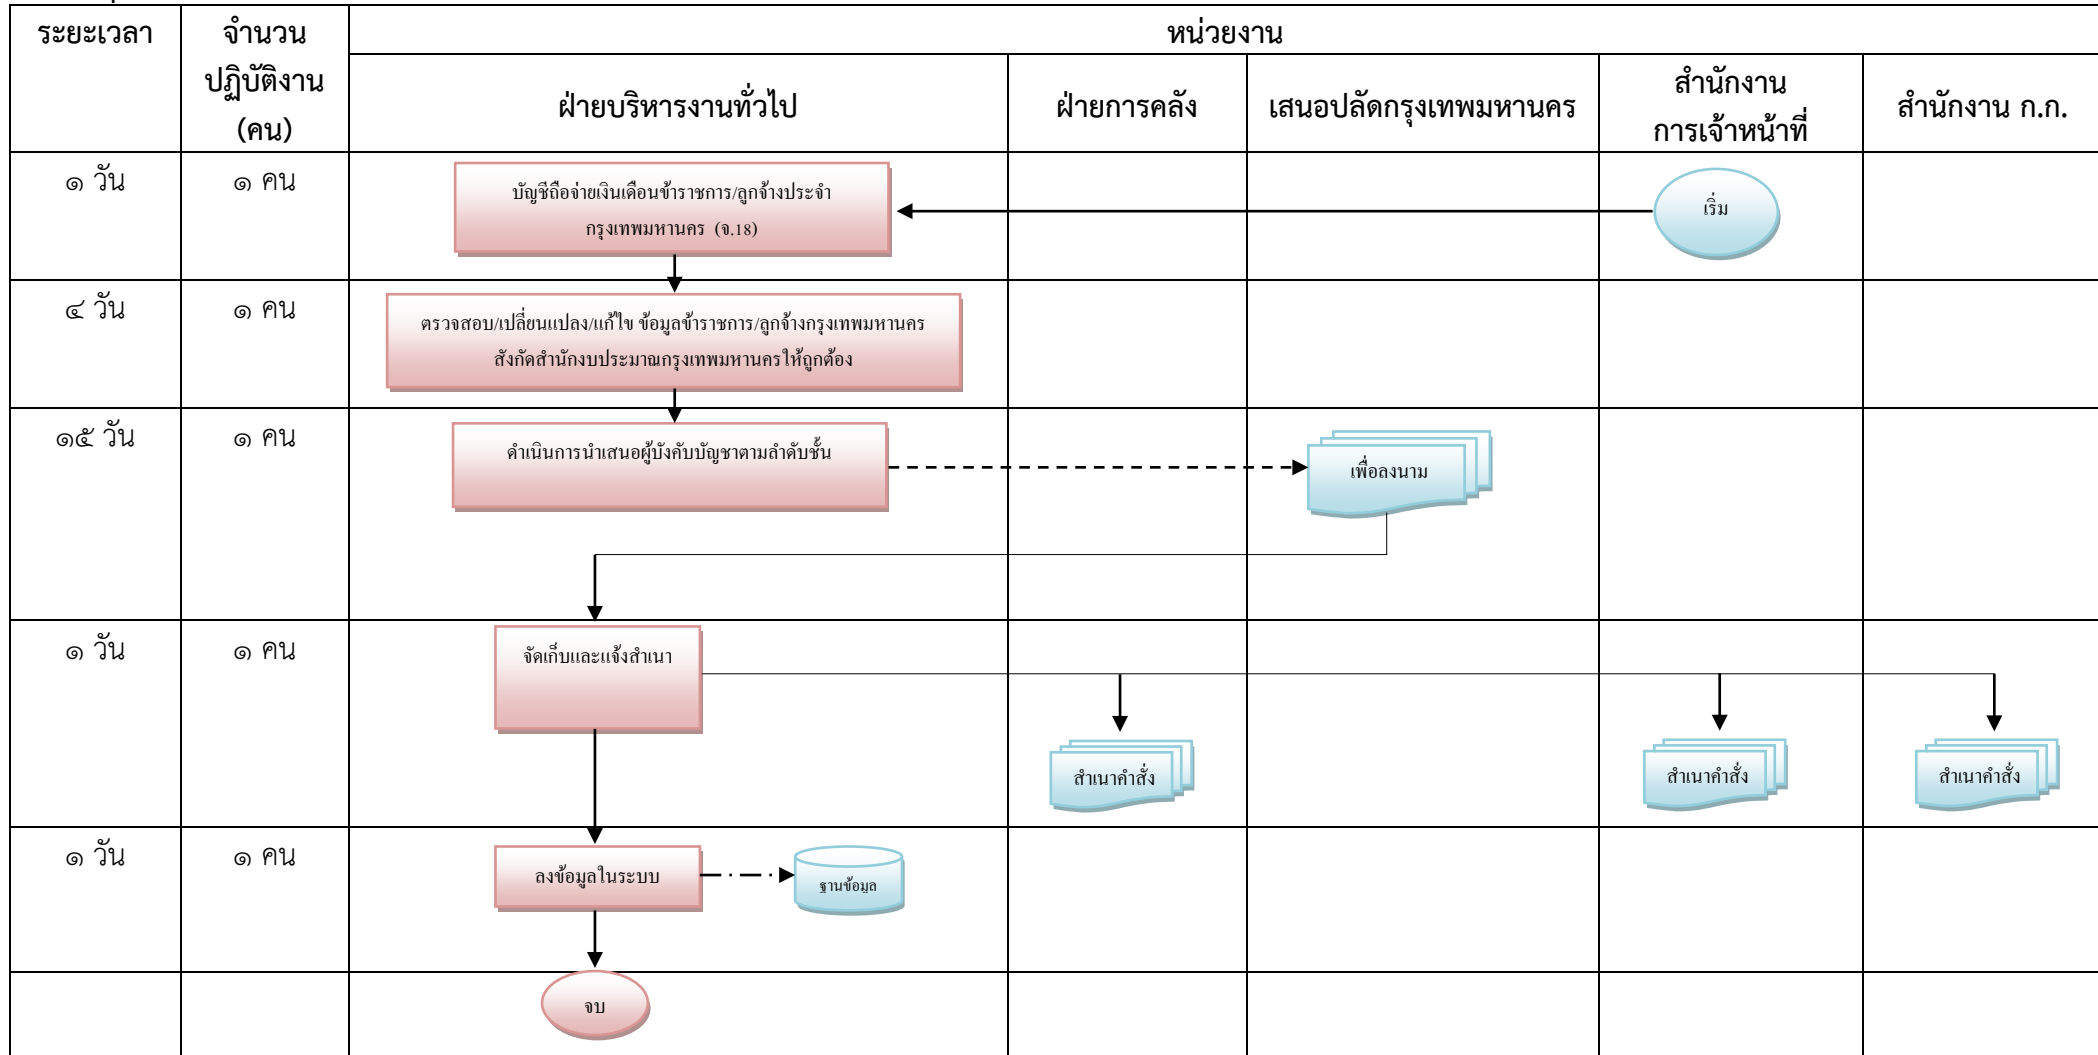 ระยะเวลา
จำนวน
ปฏิบัติงาน
(คน)
หน่วยงาน
ฝ่ายบริหารงานทั่วไป
ฝ่ายการคลัง
เสนอปลัดกรุงเทพมหานคร
สำนักงาน
การเจ้าหน้าที่
สำนักงาน ก.ก.
๑ วัน
๑ คน
บัญชีถือจ่ายเงินเดือนข้าราชการ/ลูกจ้างประจำ
กรุงเทพมหานคร (จ.18)
เริ่ม
๔ วัน
๑ คน
ตรวจสอบ/เปลี่ยนแปลง/แก้ไข ข้อมูลข้าราชการ/ลูกจ้างกรุงเทพมหานคร
สังกัดสำนักงบประมาณกรุงเทพมหานครให้ถูกต้อง
๑๕ วัน
๑ คน
ดำเนินการนำเสนอผู้บังคับบัญชาตามลำดับชั้น
เพื่อลงนาม
๑ วัน
๑ คน
จัดเก็บและแจ้งสำเนา
สำเนาคำสั่ง
สำเนาคำสั่ง
สำเนาคำสั่ง
๑ วัน
๑ คน
ลงข้อมูลในระบบ
ฐานข้อมูล
จบ